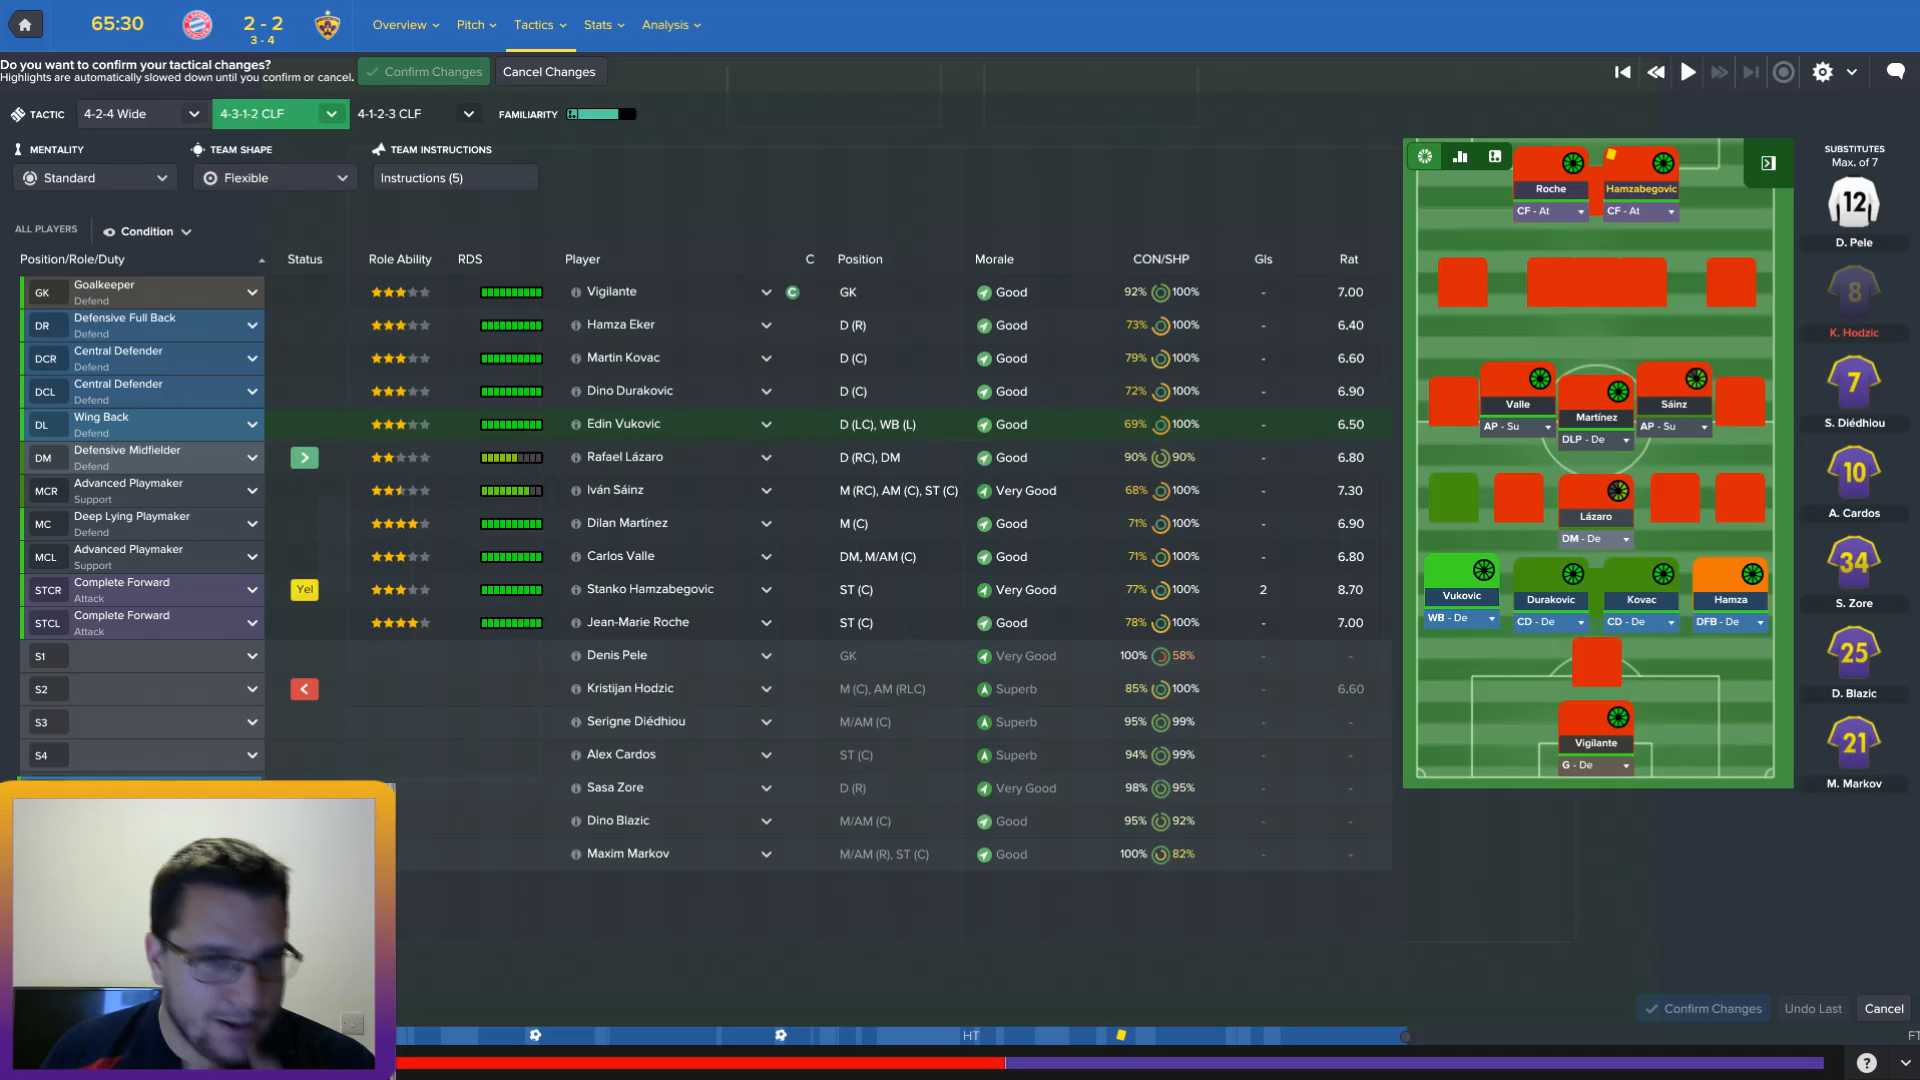 65:30
2 - 2
3 - 4
Overview
Pitch
Tactics
Stats
Analysis
Do you want to confirm your tactical changes?
Highlights are automatically slowed down until you confirm or cancel.
Confirm Changes
Cancel Changes
TACTIC
4-2-4 Wide
4-3-1-2 CLF
4-1-2-3 CLF
FAMILIARITY
MENTALITY
TEAM SHAPE
TEAM INSTRUCTIONS
Standard
Flexible
Instructions (5)
ALL PLAYERS
Condition
Position/Role/Duty Status Role Ability RDS Player C Position Morale CON/SHP Gls Rat
GK Goalkeeper Defend Vigilante C GK Good 92% 100% - 7.00
DR Defensive Full Back Defend Hamza Eker D (R) Good 73% 100% - 6.40
DCR Central Defender Defend Martin Kovac D (C) Good 79% 100% - 6.60
DCL Central Defender Defend Dino Durakovic D (C) Good 72% 100% - 6.90
DL Wing Back Defend Edin Vukovic D (LC), WB (L) Good 69% 100% - 6.50
DM Defensive Midfielder Defend Rafael Lázaro D (RC), DM Good 90% 90% - 6.80
MCR Advanced Playmaker Support Iván Sáinz M (RC), AM (C), ST (C) Very Good 68% 100% - 7.30
MC Deep Lying Playmaker Defend Dilan Martínez M (C) Good 71% 100% - 6.90
MCL Advanced Playmaker Support Carlos Valle DM, M/AM (C) Good 71% 100% - 6.80
STCR Complete Forward Attack Yel Stanko Hamzabegovic ST (C) Very Good 77% 100% 2 8.70
STCL Complete Forward Attack Jean-Marie Roche ST (C) Good 78% 100% - 7.00
S1 Denis Pele GK Very Good 100% 58% - -
S2 Kristijan Hodzic M (C), AM (RLC) Superb 85% 100% - 6.60
S3 Serigne Diédhiou M/AM (C) Superb 95% 99% - -
S4 Alex Cardos ST (C) Superb 94% 99% - -
Sasa Zore D (R) Very Good 98% 95% - -
Dino Blazic M/AM (C) Good 95% 92% - -
Maxim Markov M/AM (R), ST (C) Good 100% 82% - -
Roche
CF - At
Hamzabegovic
CF - At
Valle
AP - Su
Martínez
DLP - De
Sáinz
AP - Su
Lázaro
DM - De
Vukovic
WB - De
Durakovic
CD - De
Kovac
CD - De
Hamza
DFB - De
Vigilante
G - De
SUBSTITUTES
Max. of 7
12
D. Pele
8
K. Hodzic
7
S. Diédhiou
10
A. Cardos
34
S. Zore
25
D. Blazic
21
M. Markov
Confirm Changes
Undo Last
Cancel
HT
FT
?